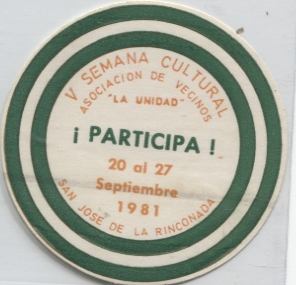 V SEMANA CULTURAL
ASOCIACION DE VECINOS
"LA UNIDAD"
¡ PARTICIPA !
20 al 27
Septiembre
1981
SAN JOSE DE LA RINCONADA